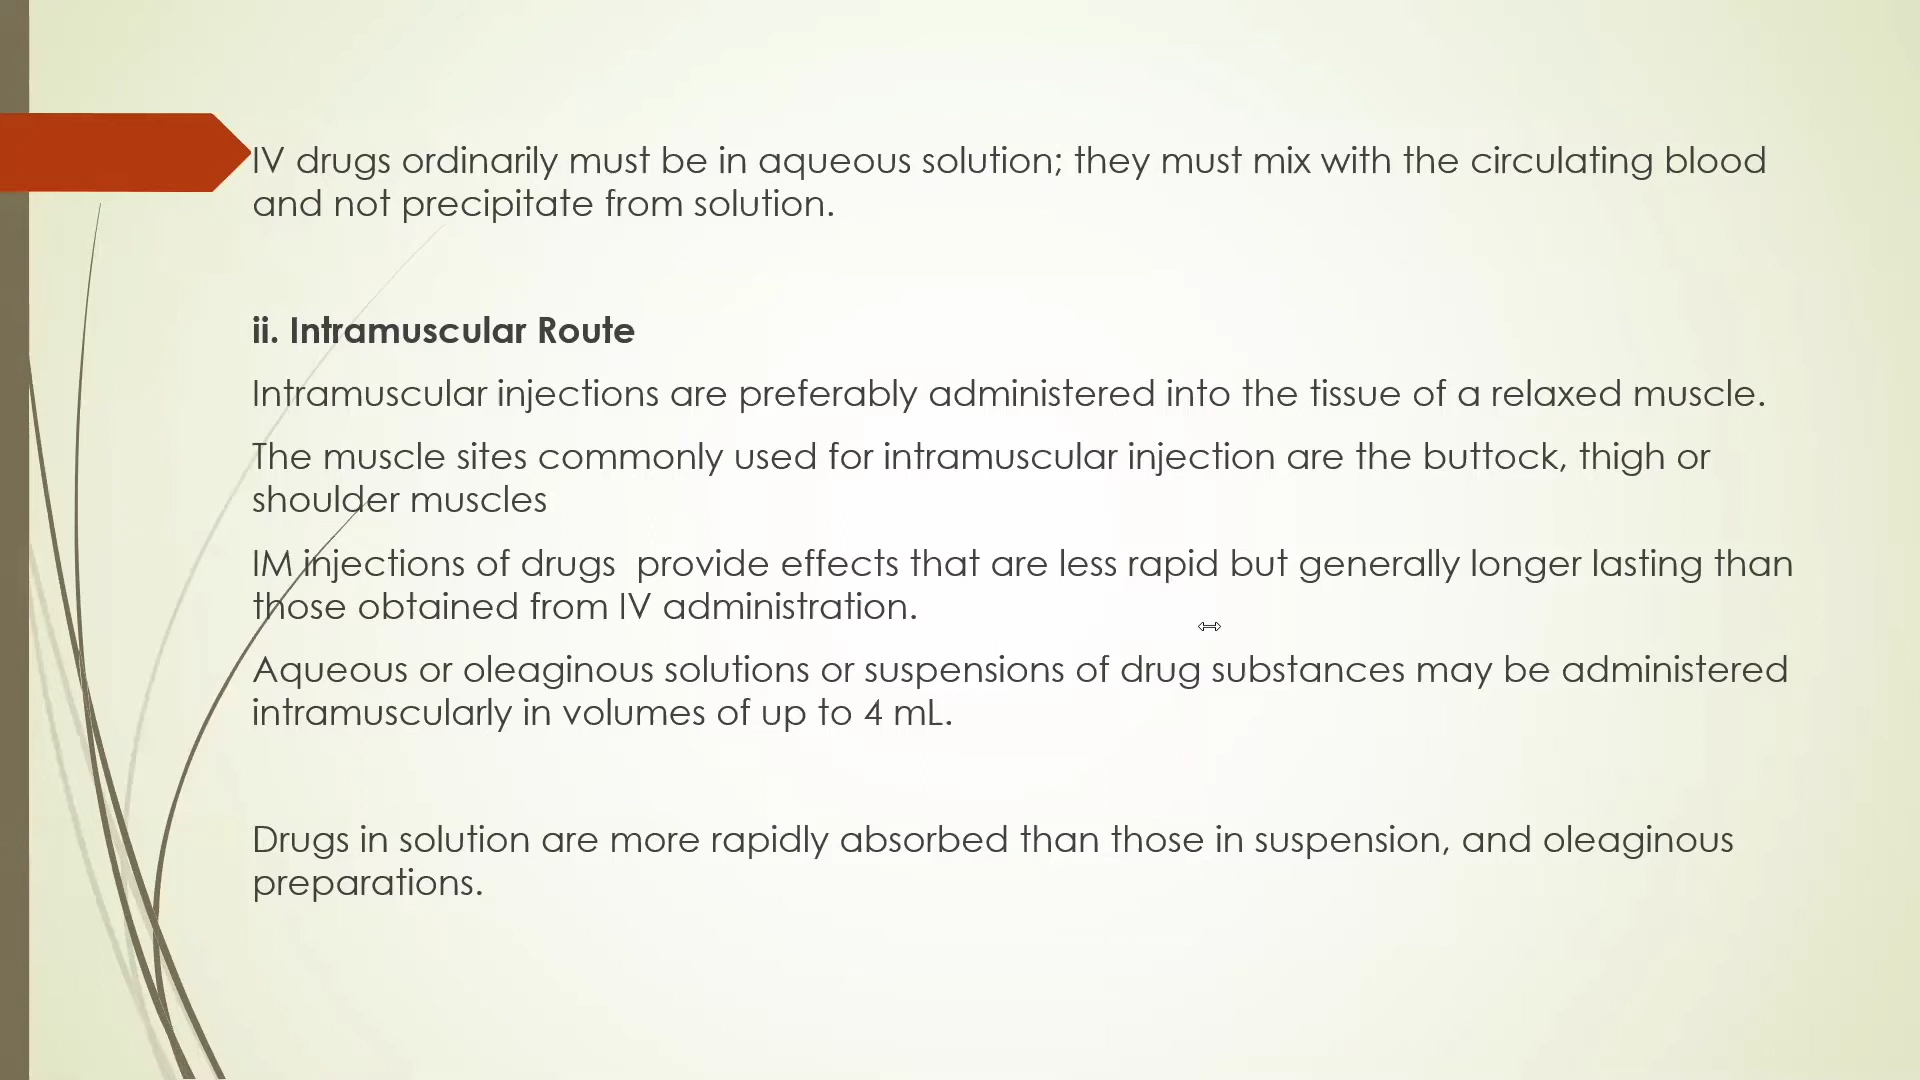 IV drugs ordinarily must be in aqueous solution; they must mix with the circulating blood
and not precipitate from solution.
ii. Intramuscular Route
Intramuscular injections are preferably administered into the tissue of a relaxed muscle.
The muscle sites commonly used for intramuscular injection are the buttock, thigh or
shoulder muscles
IM injections of drugs  provide effects that are less rapid but generally longer lasting than
those obtained from IV administration.
Aqueous or oleaginous solutions or suspensions of drug substances may be administered
intramuscularly in volumes of up to 4 mL.
Drugs in solution are more rapidly absorbed than those in suspension, and oleaginous
preparations.